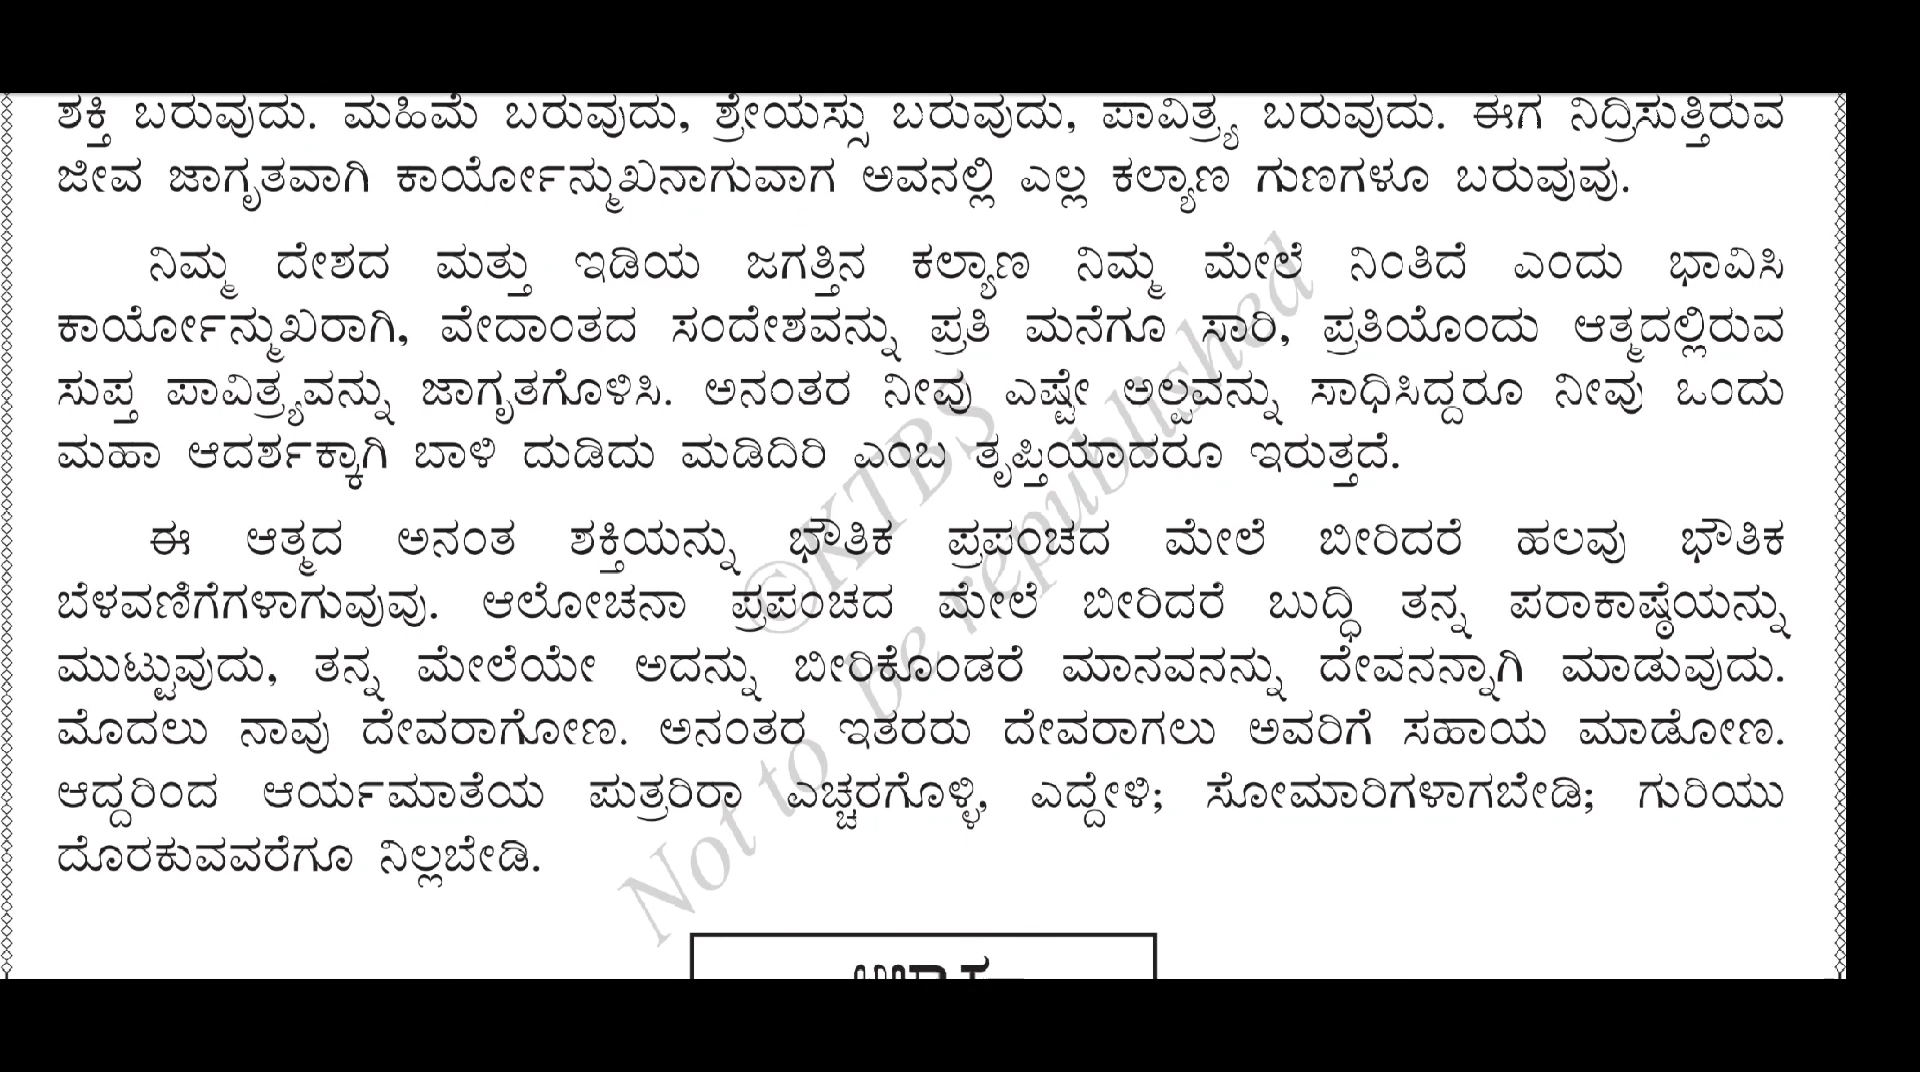 ಶಕ್ತಿ ಬರುವುದು. ಮಹಿಮೆ ಬರುವುದು, ಶ್ರೇಯಸ್ಸು ಬರುವುದು, ಪಾವಿತ್ರ್ಯ ಬರುವುದು. ಈಗ ನಿದ್ರಿಸುತ್ತಿರುವ
ಜೀವ ಜಾಗೃತವಾಗಿ ಕಾರ್ಯೋನ್ಮುಖನಾಗುವಾಗ ಅವನಲ್ಲಿ ಎಲ್ಲ ಕಲ್ಯಾಣ ಗುಣಗಳೂ ಬರುವುವು.
ನಿಮ್ಮ ದೇಶದ ಮತ್ತು ಇಡಿಯ ಜಗತ್ತಿನ ಕಲ್ಯಾಣ ನಿಮ್ಮ ಮೇಲೆ ನಿಂತಿದೆ ಎಂದು ಭಾವಿಸಿ
ಕಾರ್ಯೋನ್ಮುಖರಾಗಿ, ವೇದಾಂತದ ಸಂದೇಶವನ್ನು ಪ್ರತಿ ಮನೆಗೂ ಸಾರಿ, ಪ್ರತಿಯೊಂದು ಆತ್ಮದಲ್ಲಿರುವ
ಸುಪ್ತ ಪಾವಿತ್ರ್ಯವನ್ನು ಜಾಗೃತಗೊಳಿಸಿ. ಅನಂತರ ನೀವು ಎಷ್ಟೇ ಅಲ್ಪವನ್ನು ಸಾಧಿಸಿದ್ದರೂ ನೀವು ಒಂದು
ಮಹಾ ಆದರ್ಶಕ್ಕಾಗಿ ಬಾಳಿ ದುಡಿದು ಮಡಿದಿರಿ ಎಂಬ ತೃಪ್ತಿಯಾದರೂ ಇರುತ್ತದೆ.
ಈ ಆತ್ಮದ ಅನಂತ ಶಕ್ತಿಯನ್ನು ಭೌತಿಕ ಪ್ರಪಂಚದ ಮೇಲೆ ಬೀರಿದರೆ ಹಲವು ಭೌತಿಕ
ಬೆಳವಣಿಗೆಗಳಾಗುವುವು. ಆಲೋಚನಾ ಪ್ರಪಂಚದ ಮೇಲೆ ಬೀರಿದರೆ ಬುದ್ಧಿ ತನ್ನ ಪರಾಕಾಷ್ಠೆಯನ್ನು
ಮುಟ್ಟುವುದು, ತನ್ನ ಮೇಲೆಯೇ ಅದನ್ನು ಬೀರಿಕೊಂಡರೆ ಮಾನವನನ್ನು ದೇವನನ್ನಾಗಿ ಮಾಡುವುದು.
ಮೊದಲು ನಾವು ದೇವರಾಗೋಣ. ಅನಂತರ ಇತರರು ದೇವರಾಗಲು ಅವರಿಗೆ ಸಹಾಯ ಮಾಡೋಣ.
ಆದ್ದರಿಂದ ಆರ್ಯಮಾತೆಯ ಪುತ್ರರಿರಾ ಎಚ್ಚರಗೊಳ್ಳಿ, ಎದ್ದೇಳಿ; ಸೋಮಾರಿಗಳಾಗಬೇಡಿ; ಗುರಿಯು
ದೊರಕುವವರೆಗೂ ನಿಲ್ಲಬೇಡಿ.
©KTBS
Not to be republished